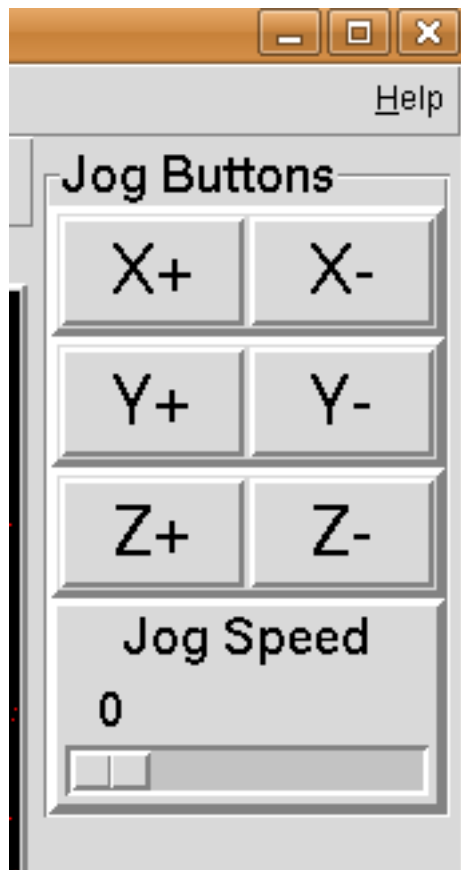 Help
Jog Buttons
X+ X-
Y+ Y-
Z+ Z-
Jog Speed
0